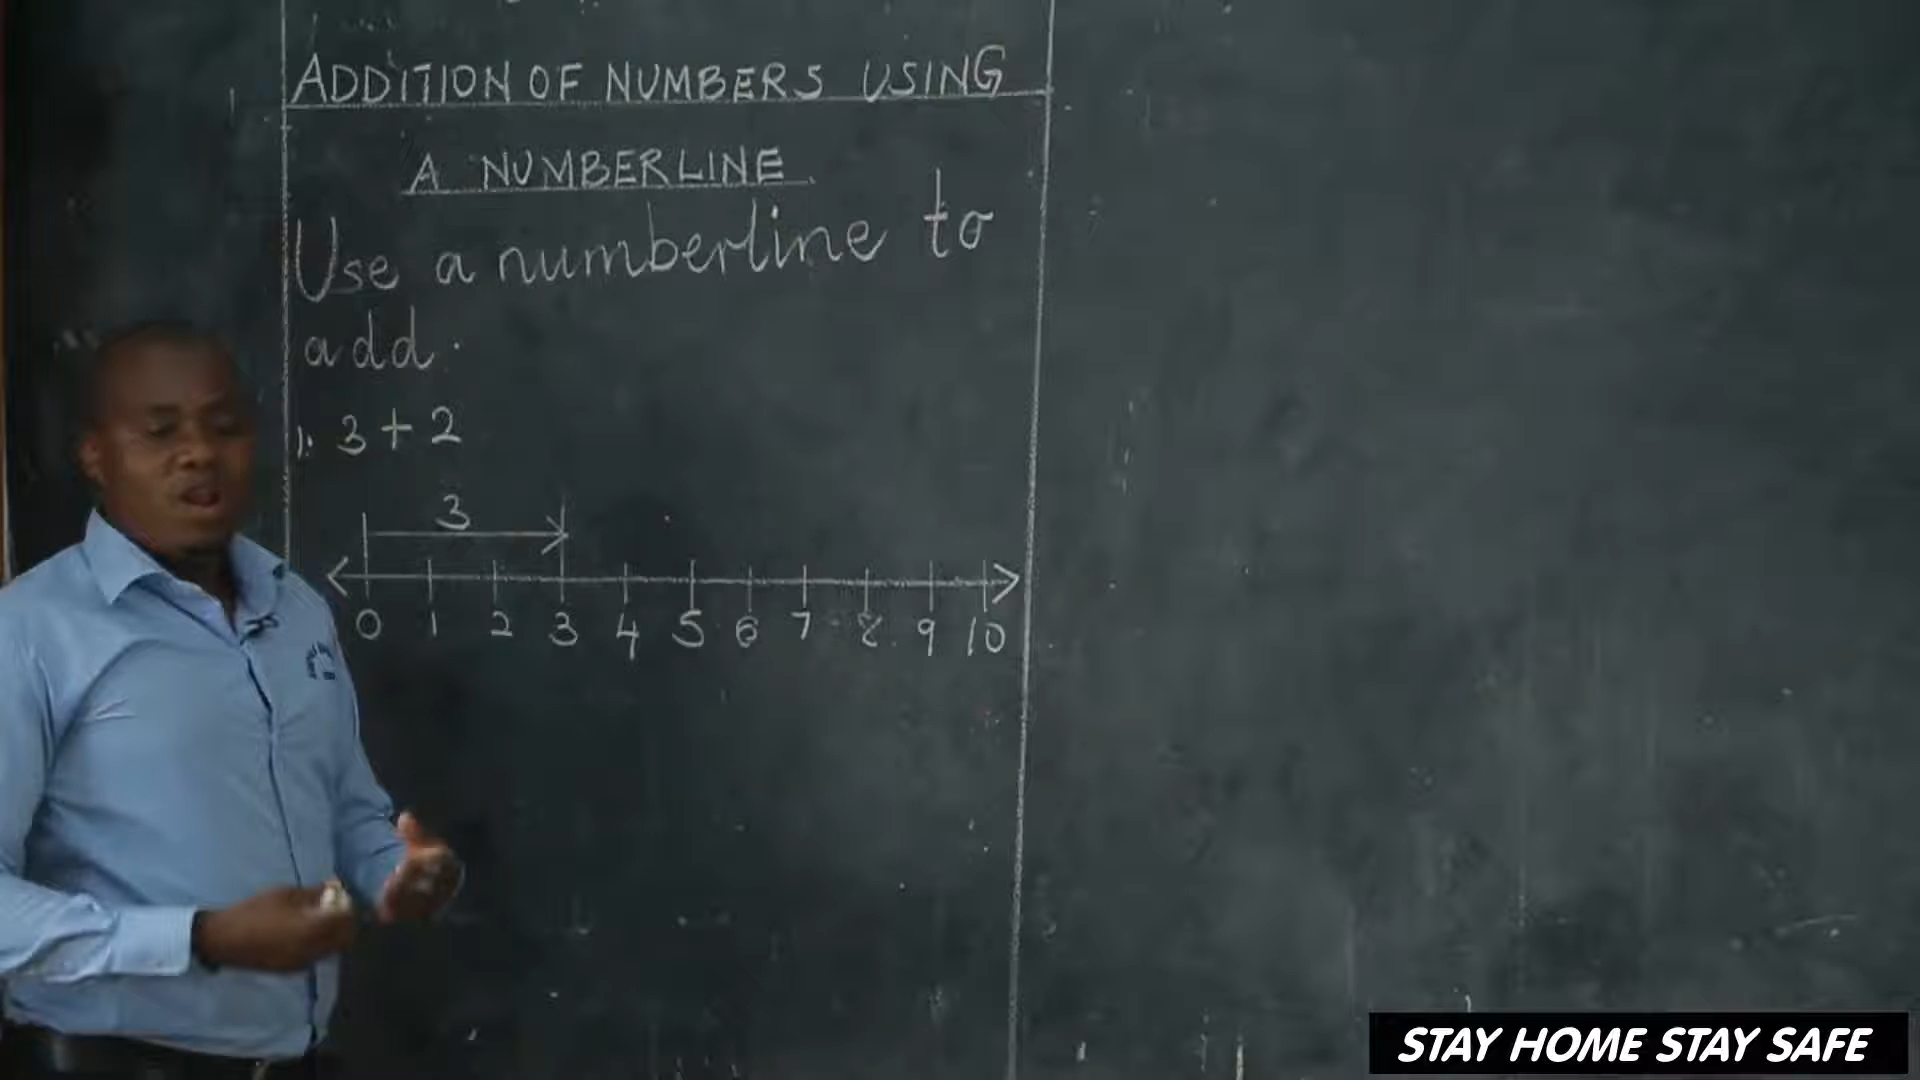 ADDITION OF NUMBERS USING
A NUMBERLINE.
Use a numberline to
add.
1. 3 + 2
3
0 1 2 3 4 5 6 7 8 9 10
STAY HOME STAY SAFE